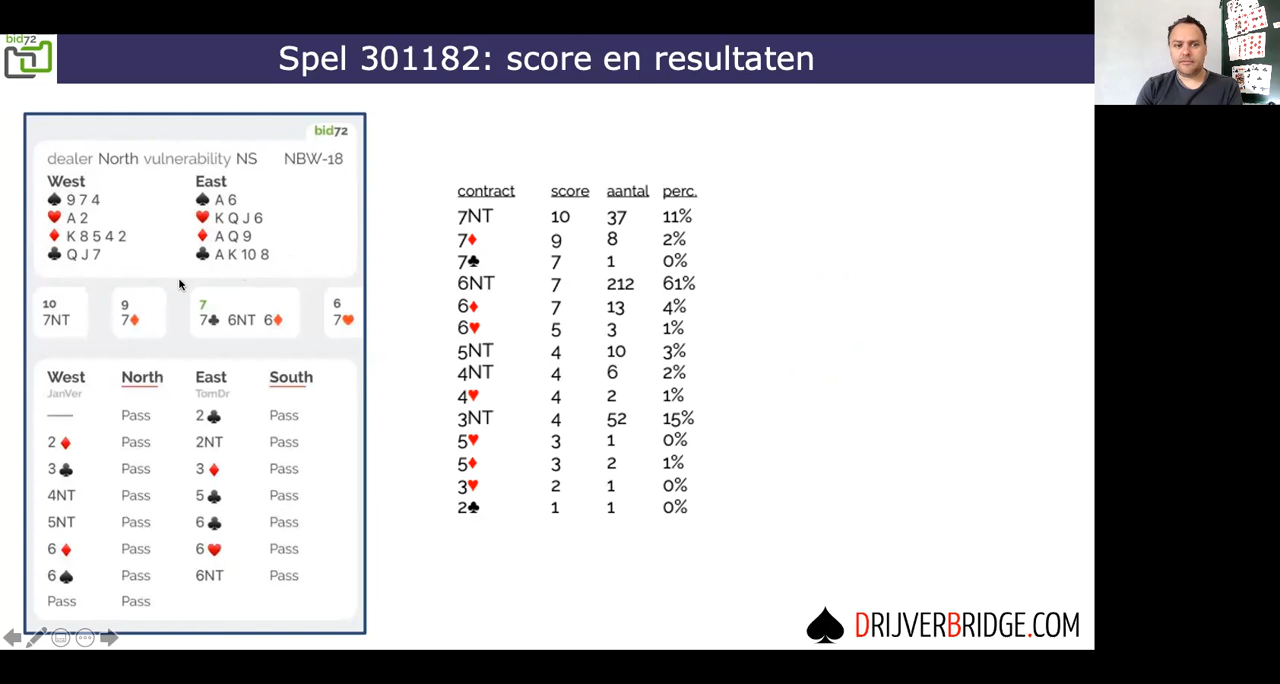 bid72
Spel 301182: score en resultaten
bid72
dealer North vulnerability NS NBW-18
West East
♠ 9 7 4 ♠ A 6
♥ A 2 ♥ K Q J 6
♦ K 8 5 4 2 ♦ A Q 9
♣ Q J 7 ♣ A K 10 8
10 9 7 6
7NT 7♦ 7♣ 6NT 6♦ 7♥
West North East South
JanVer TomDr
— Pass 2♣ Pass
2♦ Pass 2NT Pass
3♣ Pass 3♦ Pass
4NT Pass 5♣ Pass
5NT Pass 6♣ Pass
6♦ Pass 6♥ Pass
6♠ Pass 6NT Pass
Pass Pass
contract score aantal perc.
7NT 10 37 11%
7♦ 9 8 2%
7♣ 7 1 0%
6NT 7 212 61%
6♦ 7 13 4%
6♥ 5 3 1%
5NT 4 10 3%
4NT 4 6 2%
4♥ 4 2 1%
3NT 4 52 15%
5♥ 3 1 0%
5♦ 3 2 1%
3♥ 2 1 0%
2♣ 1 1 0%
DRIJVERBRIDGE.COM